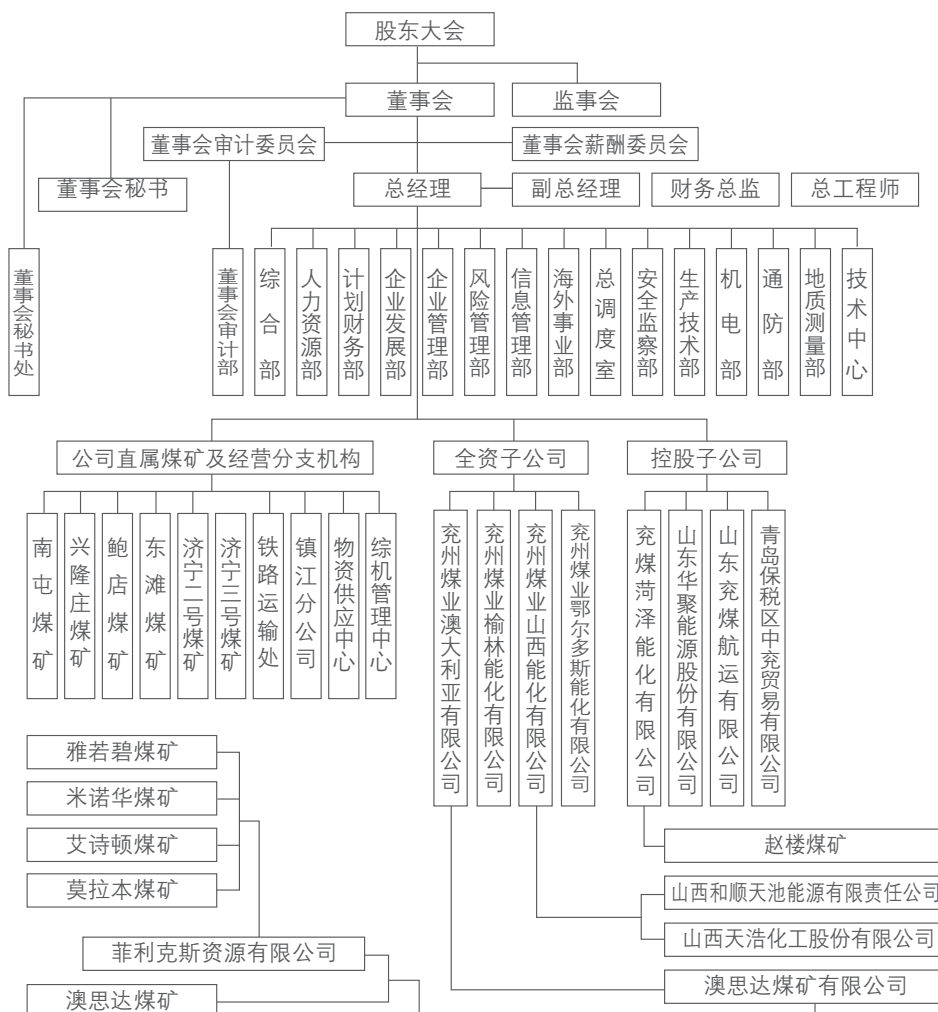 股东大会
董事会
监事会
董事会审计委员会
董事会薪酬委员会
董事会秘书
总经理
副总经理
财务总监
总工程师
董事会秘书处
董事会审计部
综合部
人力资源部
计划财务部
企业发展部
企业管理部
风险管理部
信息管理部
海外事业部
总调度室
安全监察部
生产技术部
机电部
通防部
地质测量部
技术中心
公司直属煤矿及经营分支机构
全资子公司
控股子公司
南屯煤矿
兴隆庄煤矿
鲍店煤矿
东滩煤矿
济宁二号煤矿
济宁三号煤矿
铁路运输处
镇江分公司
物资供应中心
综机管理中心
兖州煤业澳大利亚有限公司
兖州煤业榆林能化有限公司
兖州煤业山西能化有限公司
兖州煤业鄂尔多斯能化有限公司
兖煤菏泽能化有限公司
山东华聚能源股份有限公司
山东兖煤航运有限公司
青岛保税区中兖贸易有限公司
雅若碧煤矿
米诺华煤矿
艾诗顿煤矿
莫拉本煤矿
赵楼煤矿
山西和顺天池能源有限责任公司
山西天浩化工股份有限公司
菲利克斯资源有限公司
澳思达煤矿有限公司
澳思达煤矿